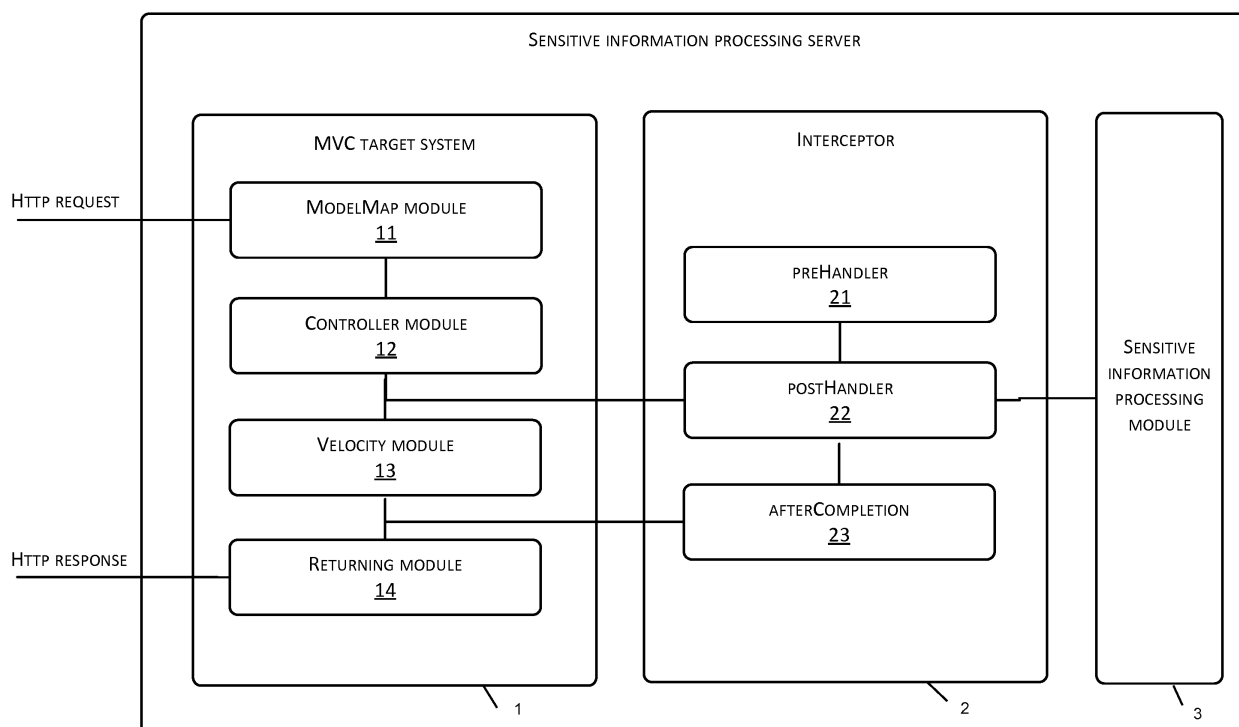 Sensitive information processing server
MVC target system
Interceptor
Http request
ModelMap module
11
preHandler
21
Controller module
12
Sensitive
information
processing
module
postHandler
22
Velocity module
13
afterCompletion
23
Http response
Returning module
14
1
2
3